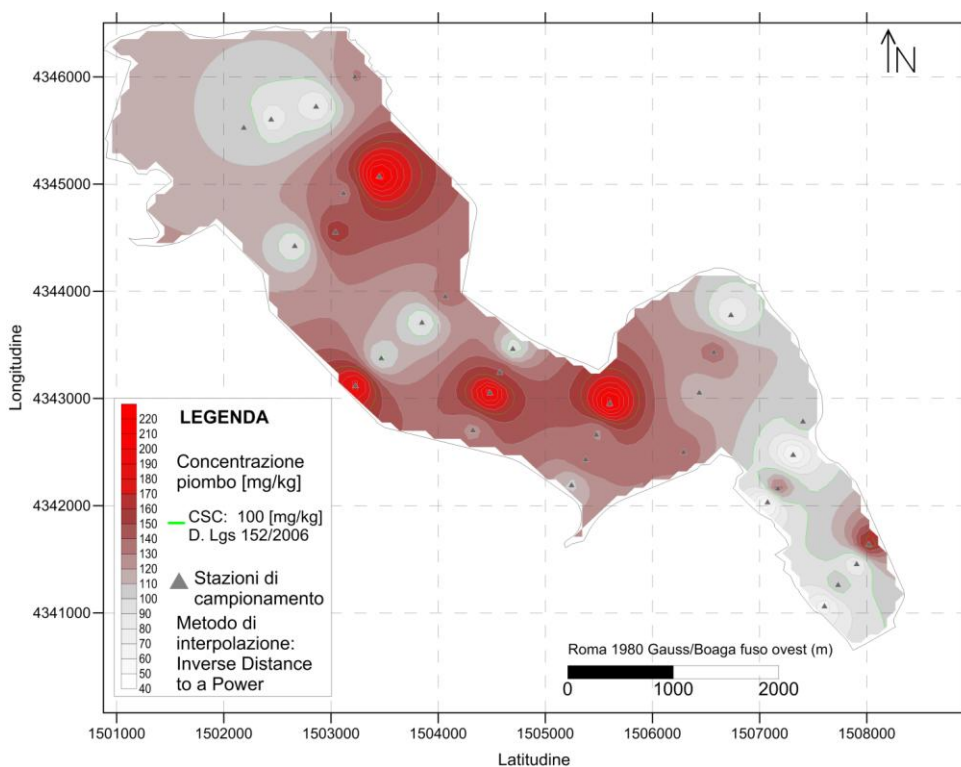 N
4346000
4345000
4344000
4343000
4342000
4341000
Longitudine
LEGENDA
Concentrazione
piombo [mg/kg]
CSC: 100 [mg/kg]
D. Lgs 152/2006
Stazioni di
campionamento
Metodo di
interpolazione:
Inverse Distance
to a Power
220
210
200
190
180
170
160
150
140
130
120
110
100
90
80
70
60
50
40
Roma 1980 Gauss/Boaga fuso ovest (m)
0 1000 2000
1501000 1502000 1503000 1504000 1505000 1506000 1507000 1508000
Latitudine